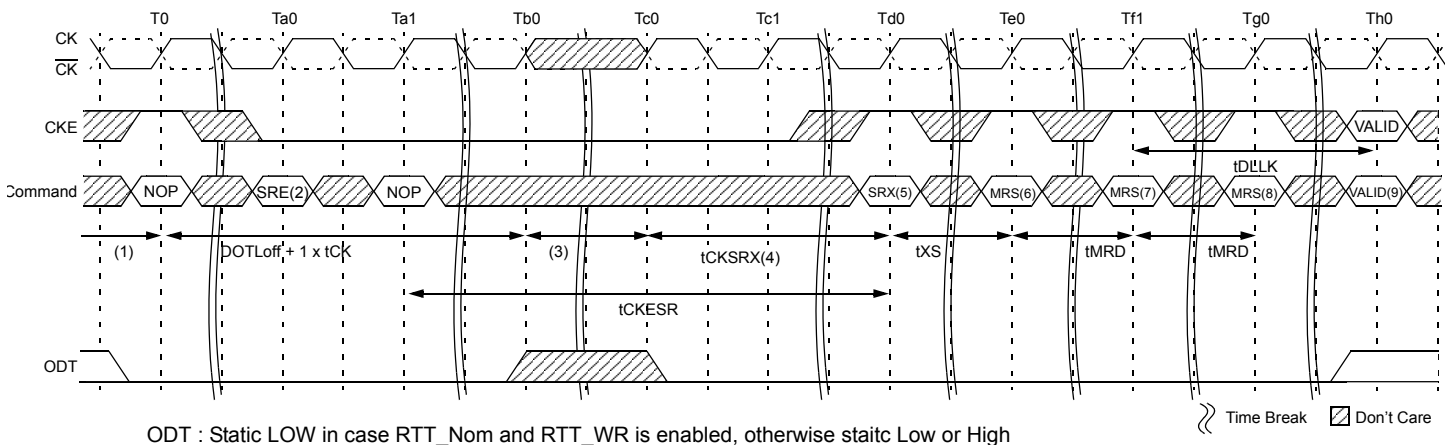 T0 Ta0 Ta1 Tb0 Tc0 Tc1 Td0 Te0 Tf1 Tg0 Th0
CK
CK
CKE VALID
tDLLK
Command NOP SRE(2) NOP SRX(5) MRS(6) MRS(7) MRS(8) VALID(9)
(1) DOTLoff + 1 x tCK (3) tCKSRX(4) tXS tMRD tMRD
tCKESR
ODT
Time Break Don't Care
ODT : Static LOW in case RTT_Nom and RTT_WR is enabled, otherwise staitc Low or High